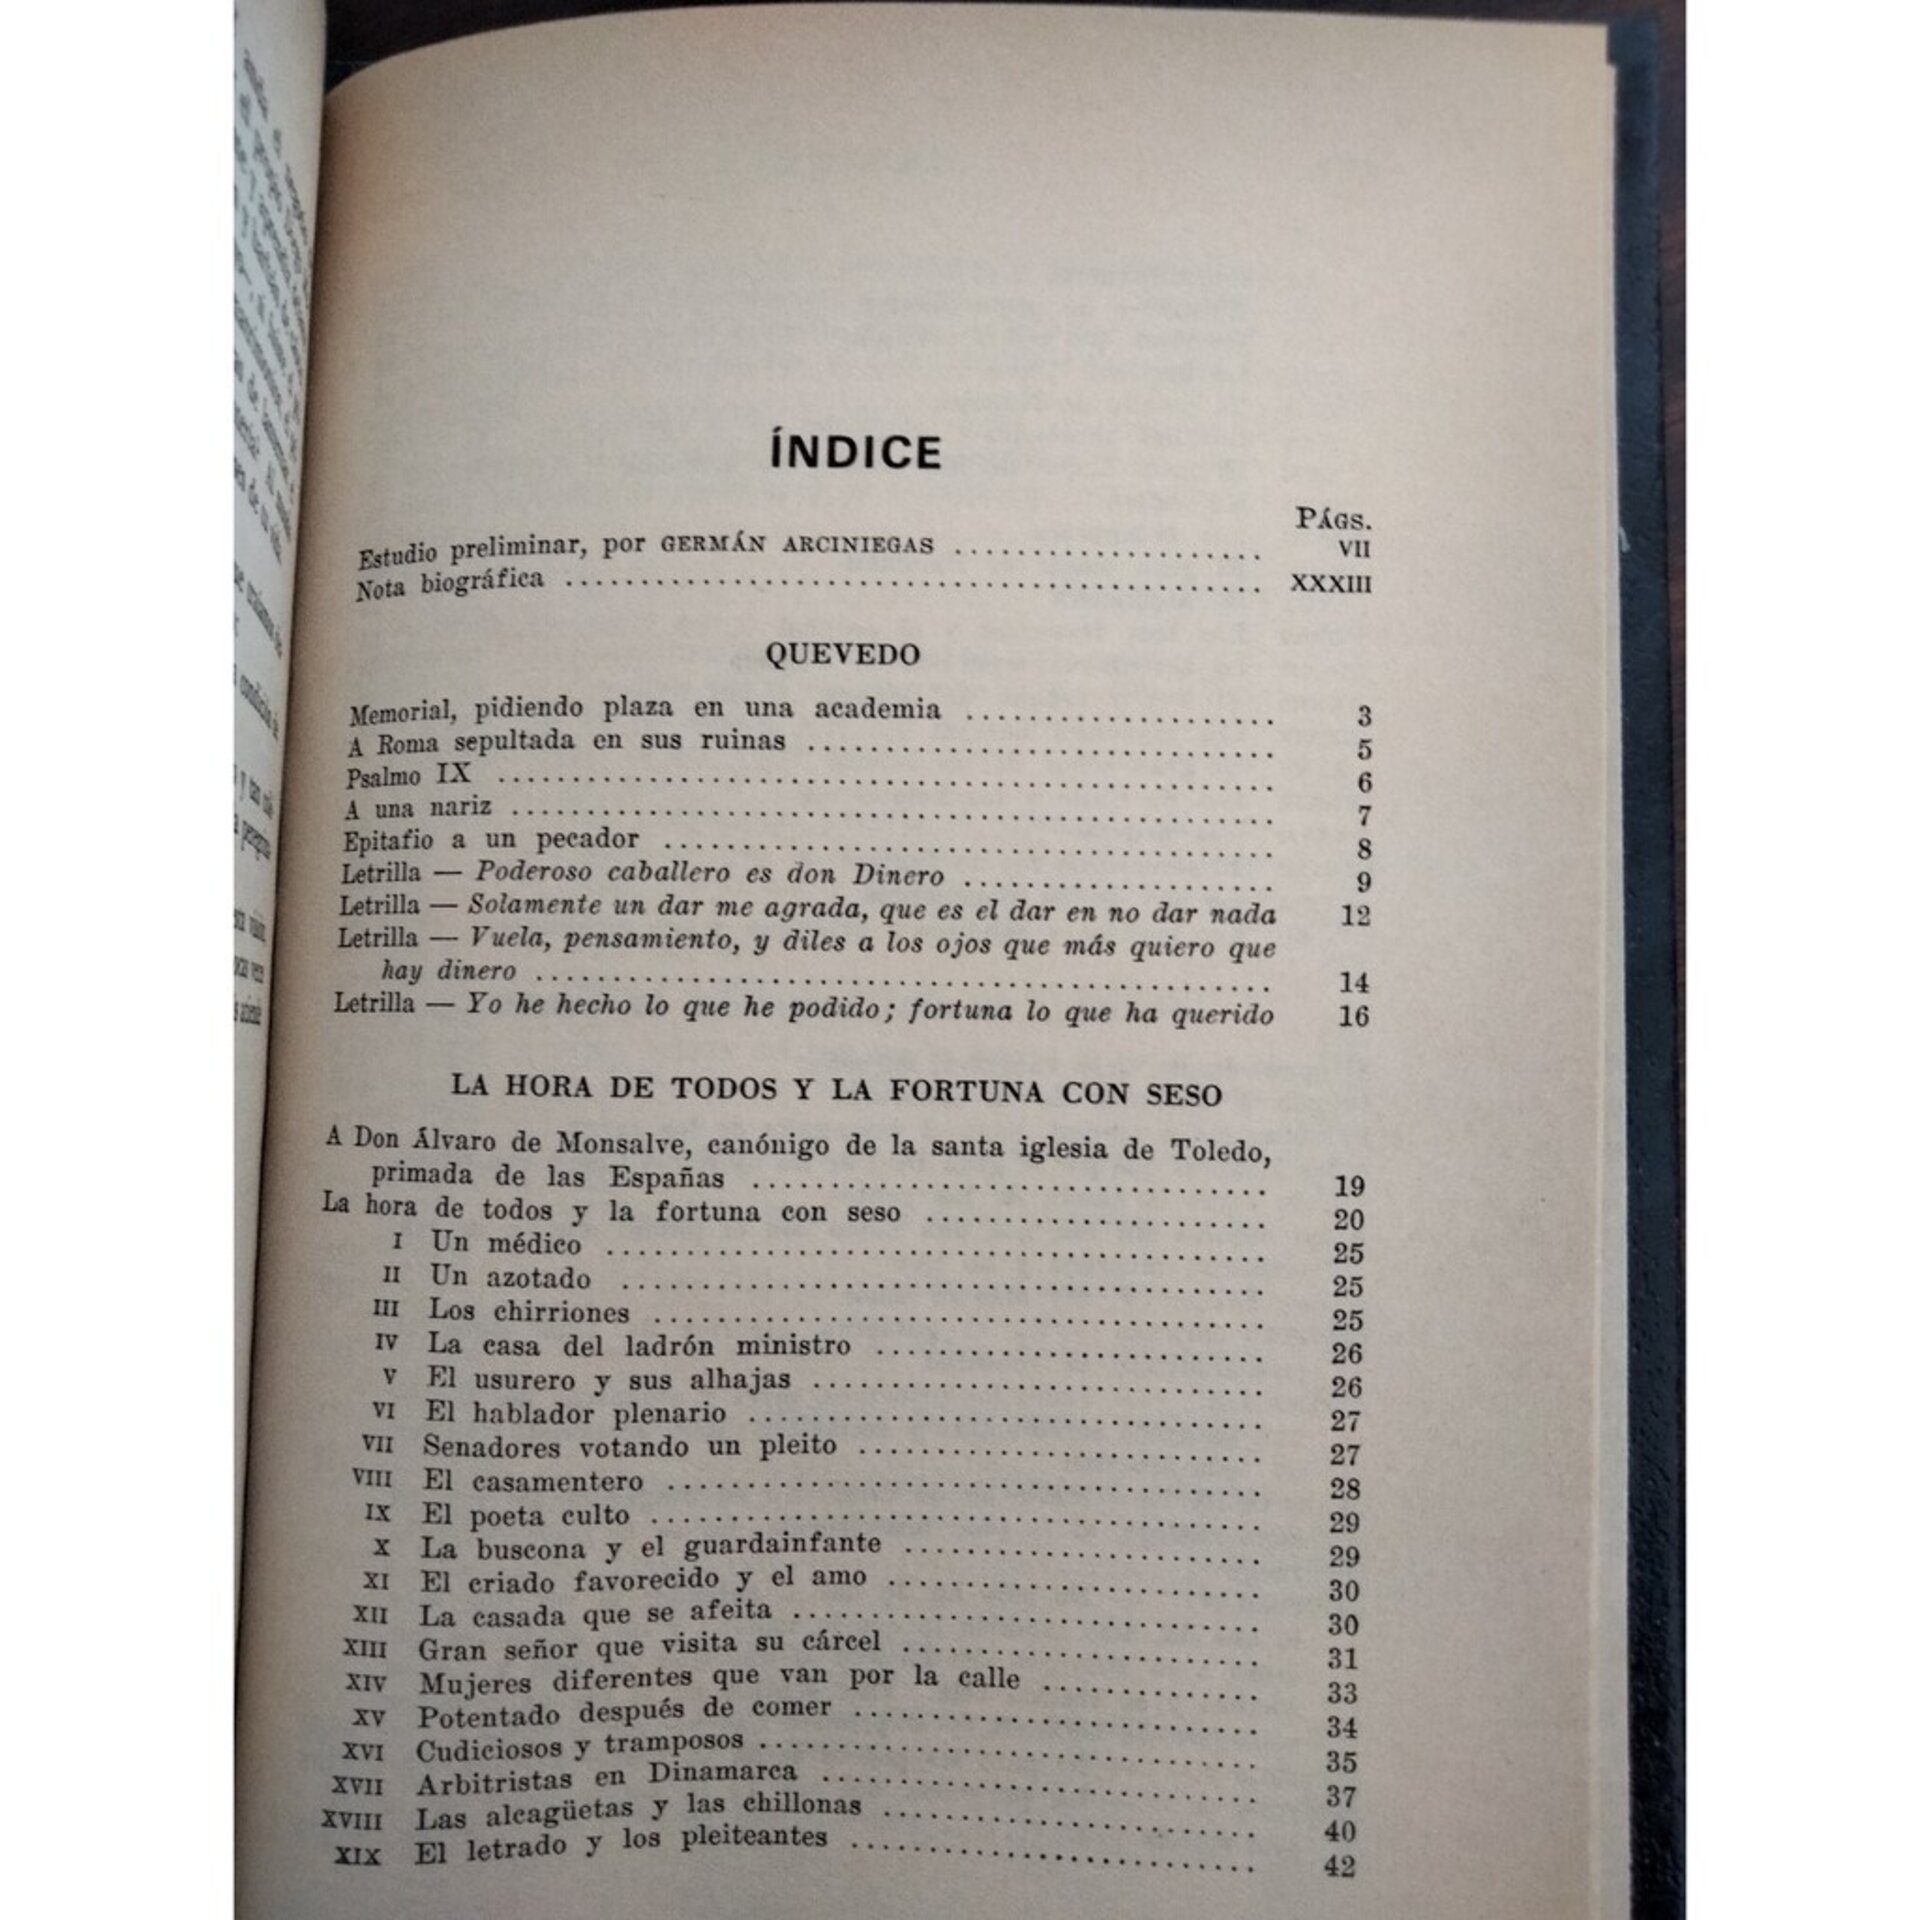 ÍNDICE
PÁGS.
Estudio preliminar, por GERMÁN ARCINIEGAS .................... VII
Nota biográfica ............................................ XXXIII
QUEVEDO
Memorial, pidiendo plaza en una academia .................... 3
A Roma sepultada en sus ruinas .............................. 5
Psalmo IX .................................................. 6
A una nariz ................................................ 7
Epitafio a un pecador ....................................... 8
Letrilla — Poderoso caballero es don Dinero .................... 9
Letrilla — Solamente un dar me agrada, que es el dar en no dar nada 12
Letrilla — Vuela, pensamiento, y diles a los ojos que más quiero que
hay dinero ............................................... 14
Letrilla — Yo he hecho lo que he podido; fortuna lo que ha querido 16
LA HORA DE TODOS Y LA FORTUNA CON SESO
A Don Álvaro de Monsalve, canónigo de la santa iglesia de Toledo,
primada de las Españas ................................. 19
La hora de todos y la fortuna con seso ...................... 20
I Un médico .......................................... 25
II Un azotado ......................................... 25
III Los chirriones ....................................... 25
IV La casa del ladrón ministro ......................... 26
V El usurero y sus alhajas ............................. 26
VI El hablador plenario ................................. 27
VII Senadores votando un pleito .......................... 27
VIII El casamentero ...................................... 28
IX El poeta culto ....................................... 29
X La buscona y el guardainfante ....................... 29
XI El criado favorecido y el amo ........................ 30
XII La casada que se afeita .............................. 30
XIII Gran señor que visita su cárcel ....................... 31
XIV Mujeres diferentes que van por la calle .............. 33
XV Potentado después de comer .......................... 34
XVI Cudiciosos y tramposos ................................ 35
XVII Arbitristas en Dinamarca ............................ 37
XVIII Las alcagüetas y las chillonas ........................ 40
XIX El letrado y los pleiteantes .......................... 42